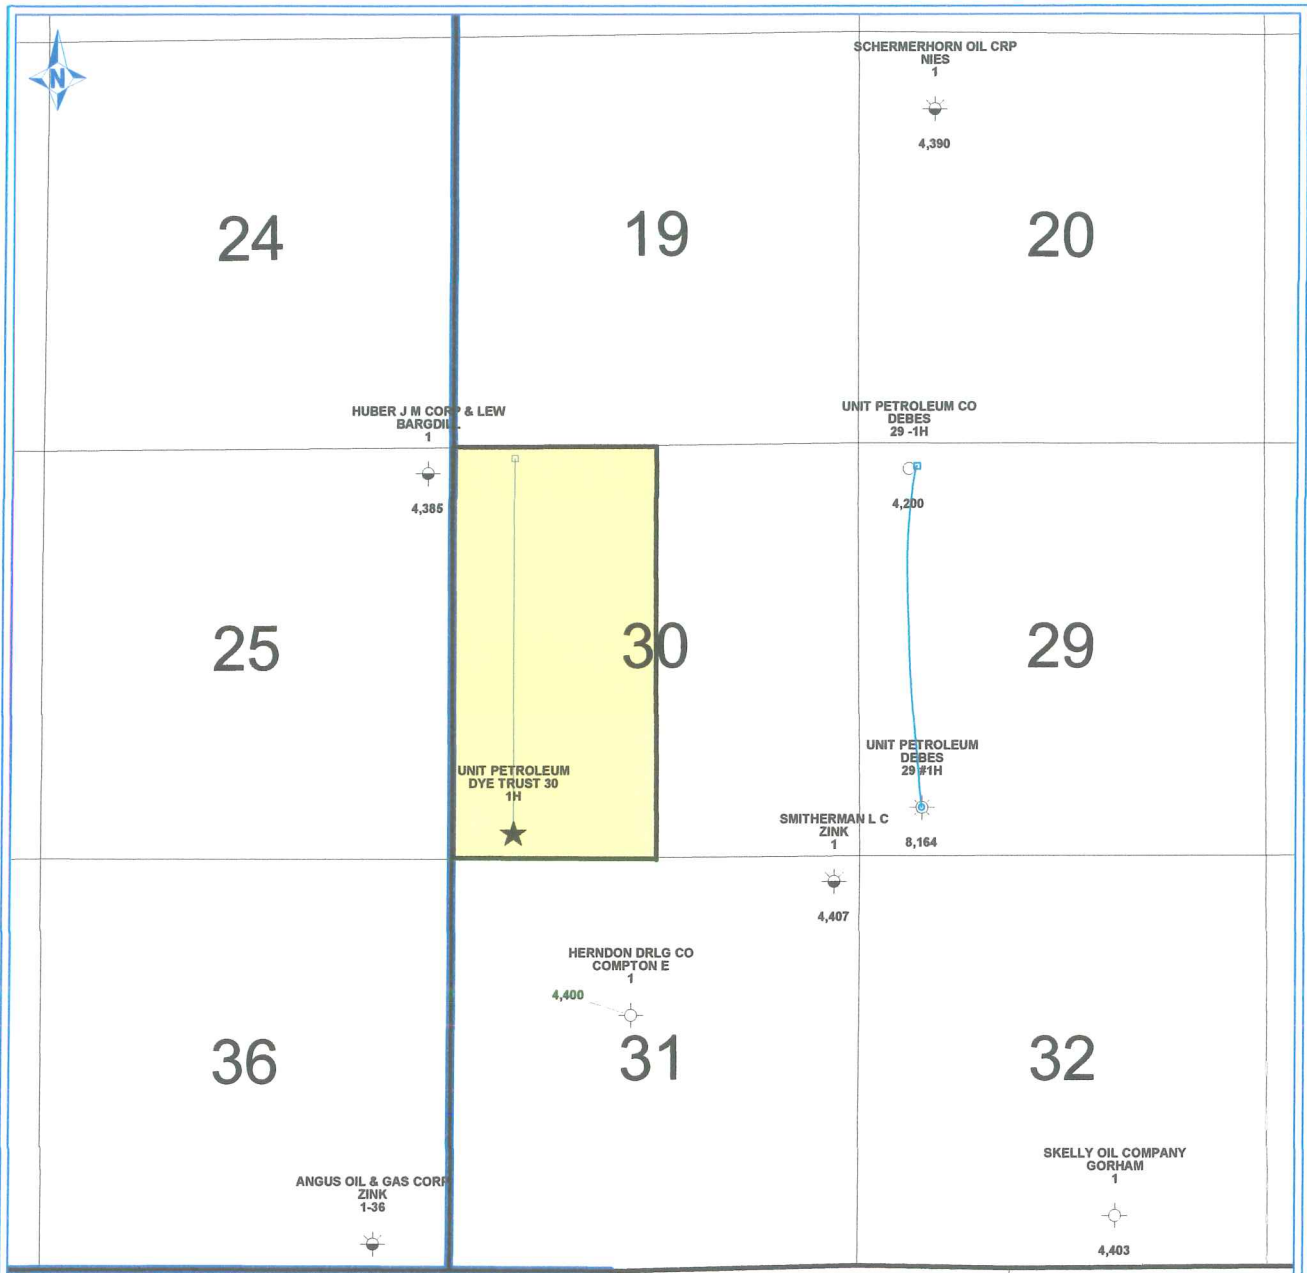 N
SCHERMERHORN OIL CRP
NIES
1
4,390
24
19
20
HUBER J M CORP & LEW
BARGDILL
1
4,385
UNIT PETROLEUM CO
DEBES
29 -1H
4,200
25
30
29
UNIT PETROLEUM
DYE TRUST 30
1H
UNIT PETROLEUM
DEBES
29 #1H
8,164
SMITHERMAN L C
ZINK
1
4,407
HERNDON DRLG CO
COMPTON E
1
4,400
36
31
32
ANGUS OIL & GAS CORP
ZINK
1-36
SKELLY OIL COMPANY
GORHAM
1
4,403